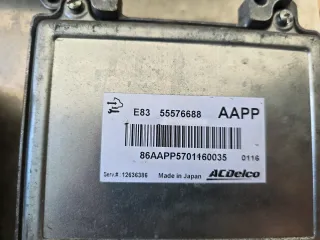 E83 55576688 AAPP
86AAPP5701160035 0116
Serv.#: 12636386 Made in Japan ACDelco